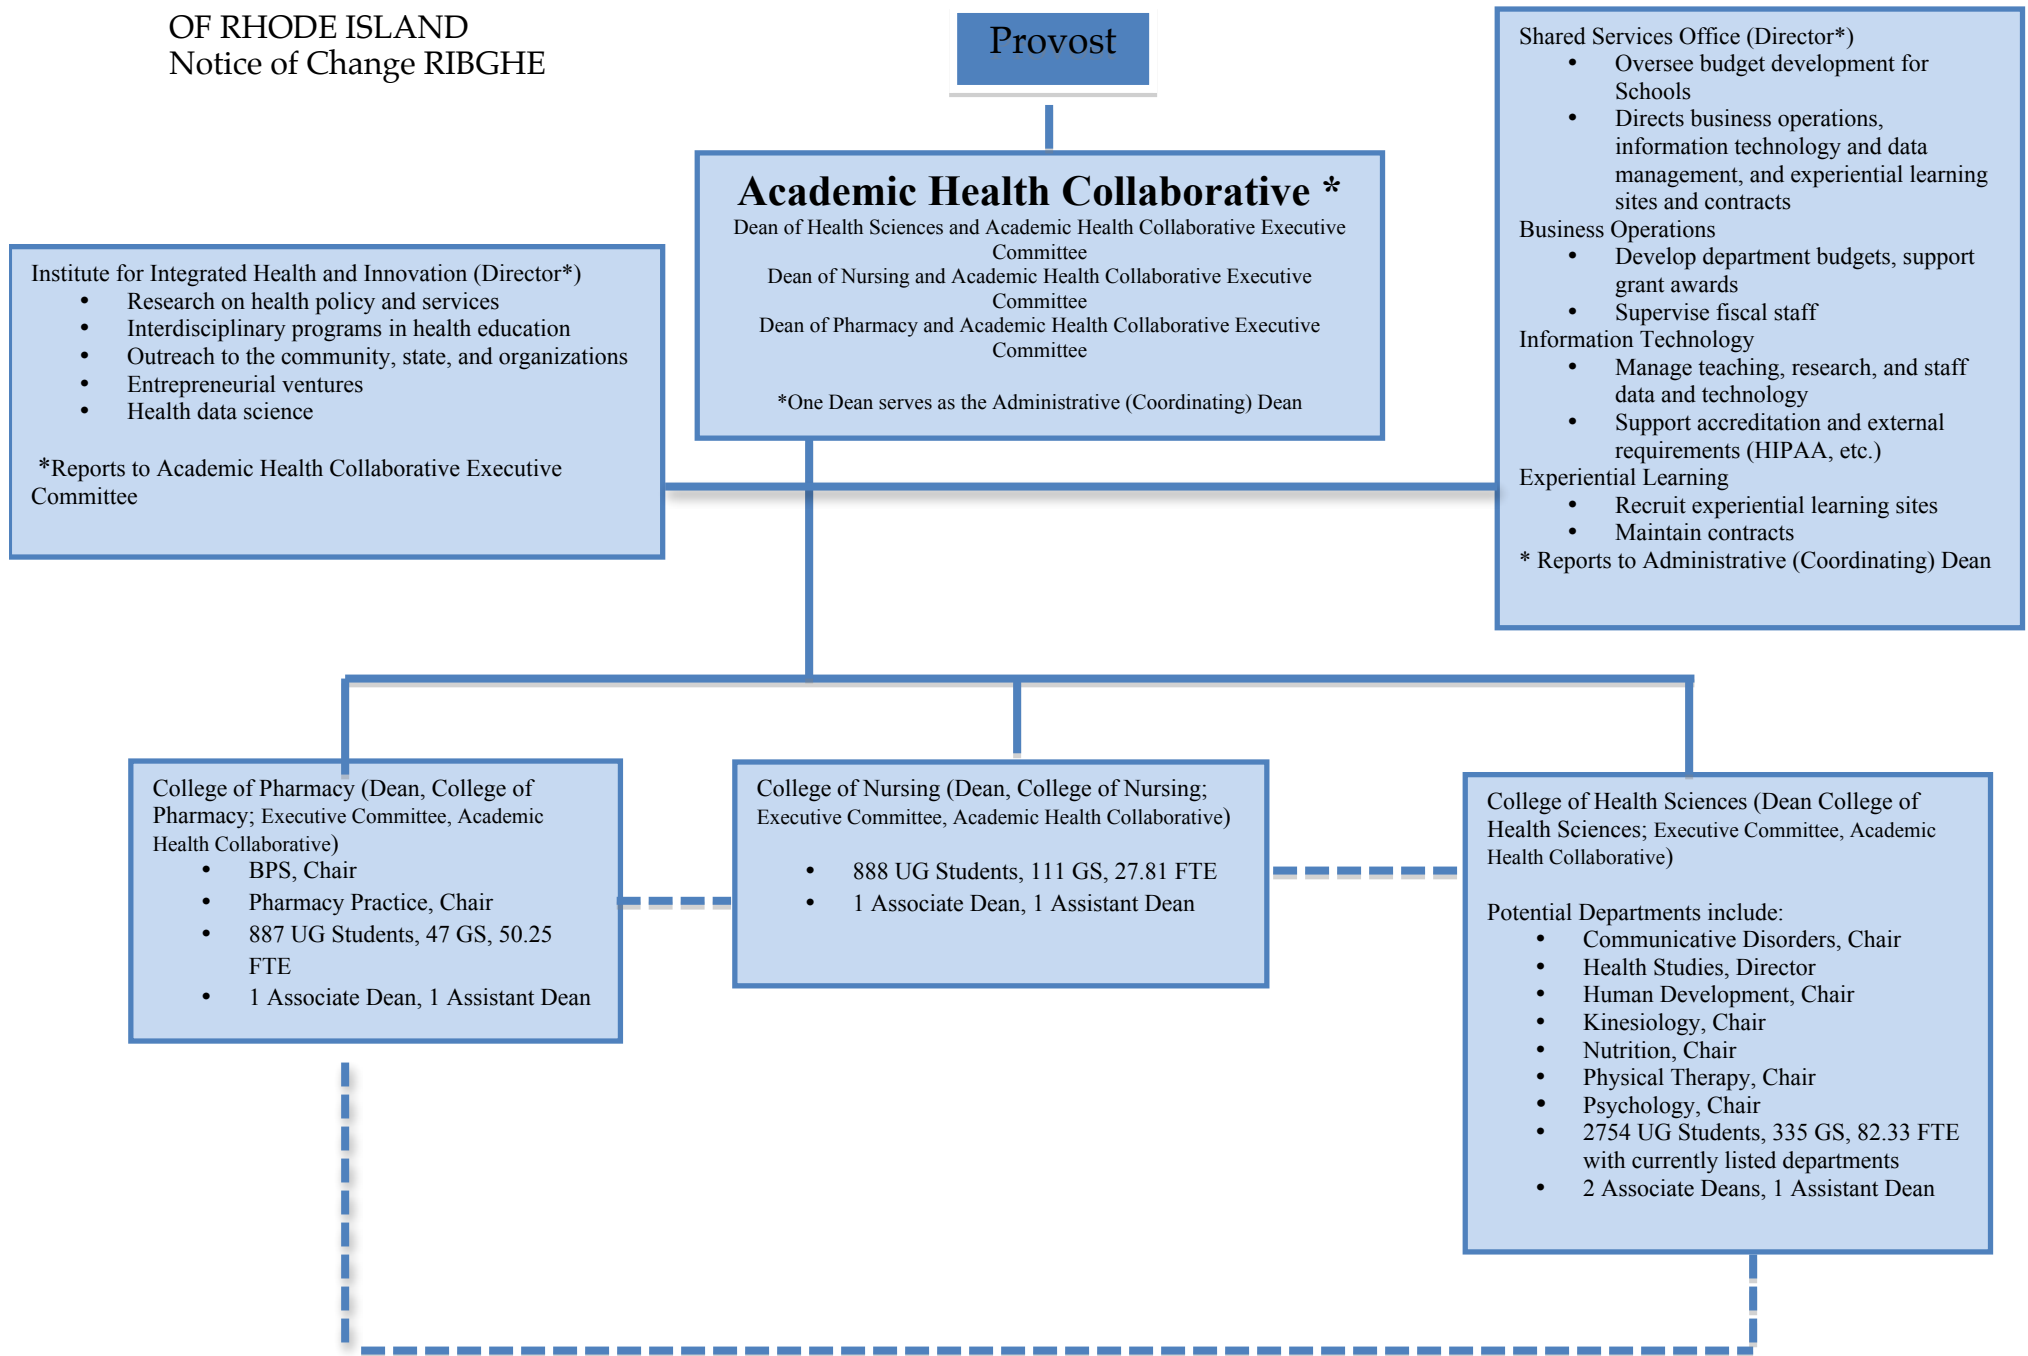 OF RHODE ISLAND
Notice of Change RIBGHE
Provost
Academic Health Collaborative *
Dean of Health Sciences and Academic Health Collaborative Executive
Committee
Dean of Nursing and Academic Health Collaborative Executive
Committee
Dean of Pharmacy and Academic Health Collaborative Executive
Committee
*One Dean serves as the Administrative (Coordinating) Dean
Institute for Integrated Health and Innovation (Director*)
• Research on health policy and services
• Interdisciplinary programs in health education
• Outreach to the community, state, and organizations
• Entrepreneurial ventures
• Health data science
*Reports to Academic Health Collaborative Executive
Committee
Shared Services Office (Director*)
• Oversee budget development for
Schools
• Directs business operations,
information technology and data
management, and experiential learning
sites and contracts
Business Operations
• Develop department budgets, support
grant awards
• Supervise fiscal staff
Information Technology
• Manage teaching, research, and staff
data and technology
• Support accreditation and external
requirements (HIPAA, etc.)
Experiential Learning
• Recruit experiential learning sites
• Maintain contracts
* Reports to Administrative (Coordinating) Dean
College of Pharmacy (Dean, College of
Pharmacy; Executive Committee, Academic
Health Collaborative)
• BPS, Chair
• Pharmacy Practice, Chair
• 887 UG Students, 47 GS, 50.25
FTE
• 1 Associate Dean, 1 Assistant Dean
College of Nursing (Dean, College of Nursing;
Executive Committee, Academic Health Collaborative)
• 888 UG Students, 111 GS, 27.81 FTE
• 1 Associate Dean, 1 Assistant Dean
College of Health Sciences (Dean College of
Health Sciences; Executive Committee, Academic
Health Collaborative)
Potential Departments include:
• Communicative Disorders, Chair
• Health Studies, Director
• Human Development, Chair
• Kinesiology, Chair
• Nutrition, Chair
• Physical Therapy, Chair
• Psychology, Chair
• 2754 UG Students, 335 GS, 82.33 FTE
with currently listed departments
• 2 Associate Deans, 1 Assistant Dean